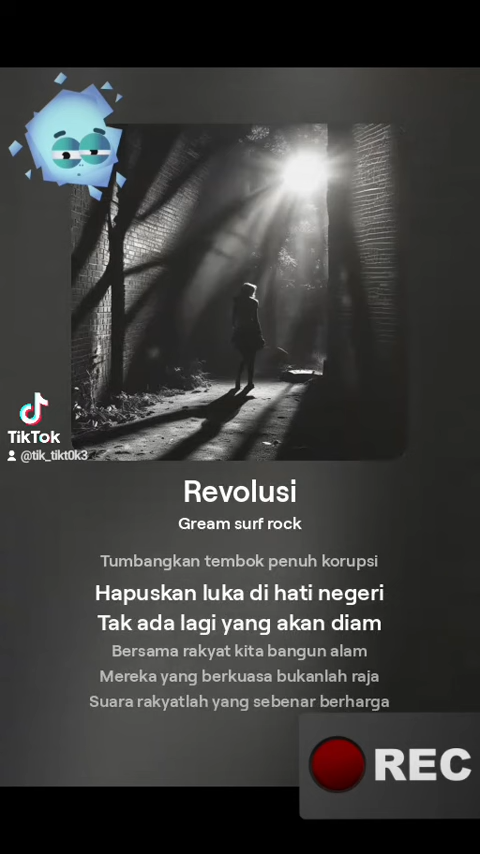 TikTok
@tik_tikt0k3
Revolusi
Gream surf rock
Tumbangkan tembok penuh korupsi
Hapuskan luka di hati negeri
Tak ada lagi yang akan diam
Bersama rakyat kita bangun alam
Mereka yang berkuasa bukanlah raja
Suara rakyatlah yang sebenar berharga
REC